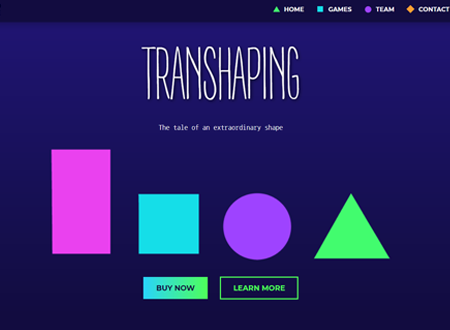 HOME GAMES TEAM CONTACT
TRANSHAPING
The tale of an extraordinary shape
BUY NOW LEARN MORE